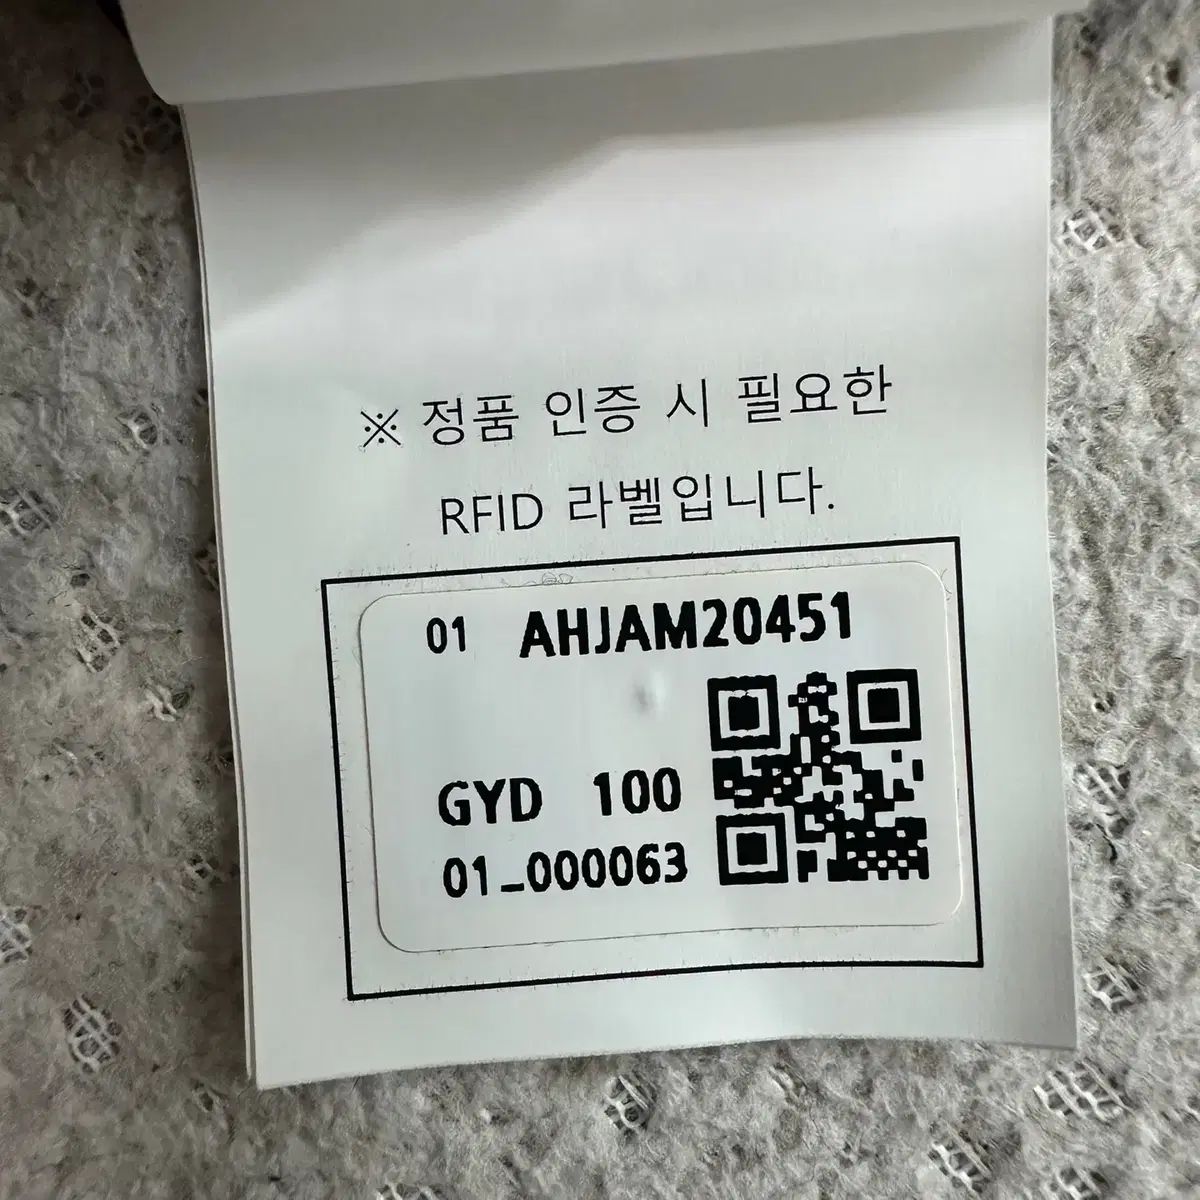 ※ 정품 인증 시 필요한
RFID 라벨입니다.
01 AHJAM20451
GYD 100
01_000063